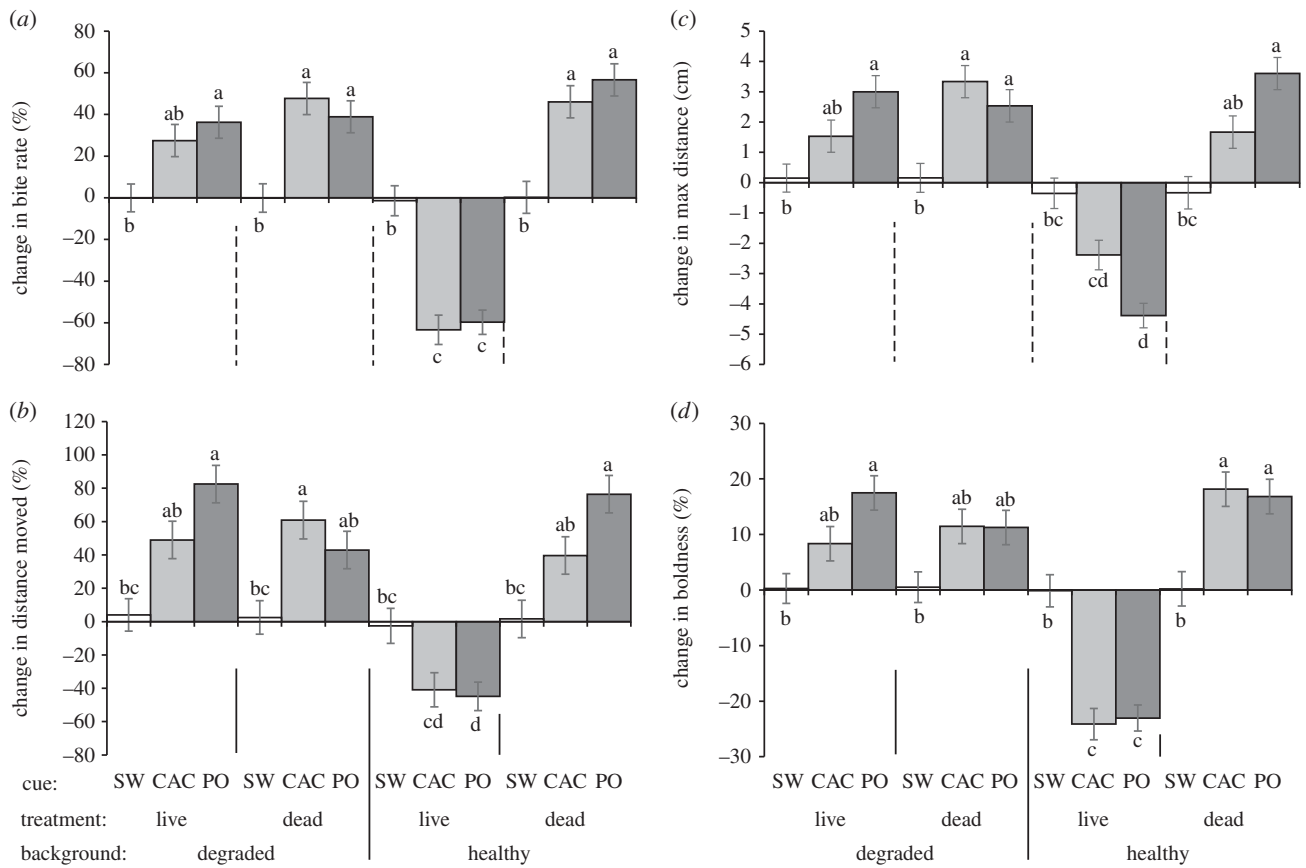 (a)
80
60
40
20
0
–20
–40
–60
–80
change in bite rate (%)
b
ab
a
b
a
a
b
c
c
b
a
a
(c)
5
4
3
2
1
0
–1
–2
–3
–4
–5
–6
change in max distance (cm)
b
ab
a
b
a
a
bc
cd
d
bc
ab
a
(b)
120
100
80
60
40
20
0
–20
–40
–60
–80
change in distance moved (%)
bc
ab
a
bc
a
ab
bc
cd
d
bc
ab
a
(d)
30
20
10
0
–10
–20
–30
change in boldness (%)
b
ab
a
b
ab
ab
b
c
c
b
a
a
cue: SW CAC PO SW CAC PO SW CAC PO SW CAC PO
treatment: live dead live dead
background: degraded healthy
SW CAC PO SW CAC PO SW CAC PO SW CAC PO
live dead live dead
degraded healthy